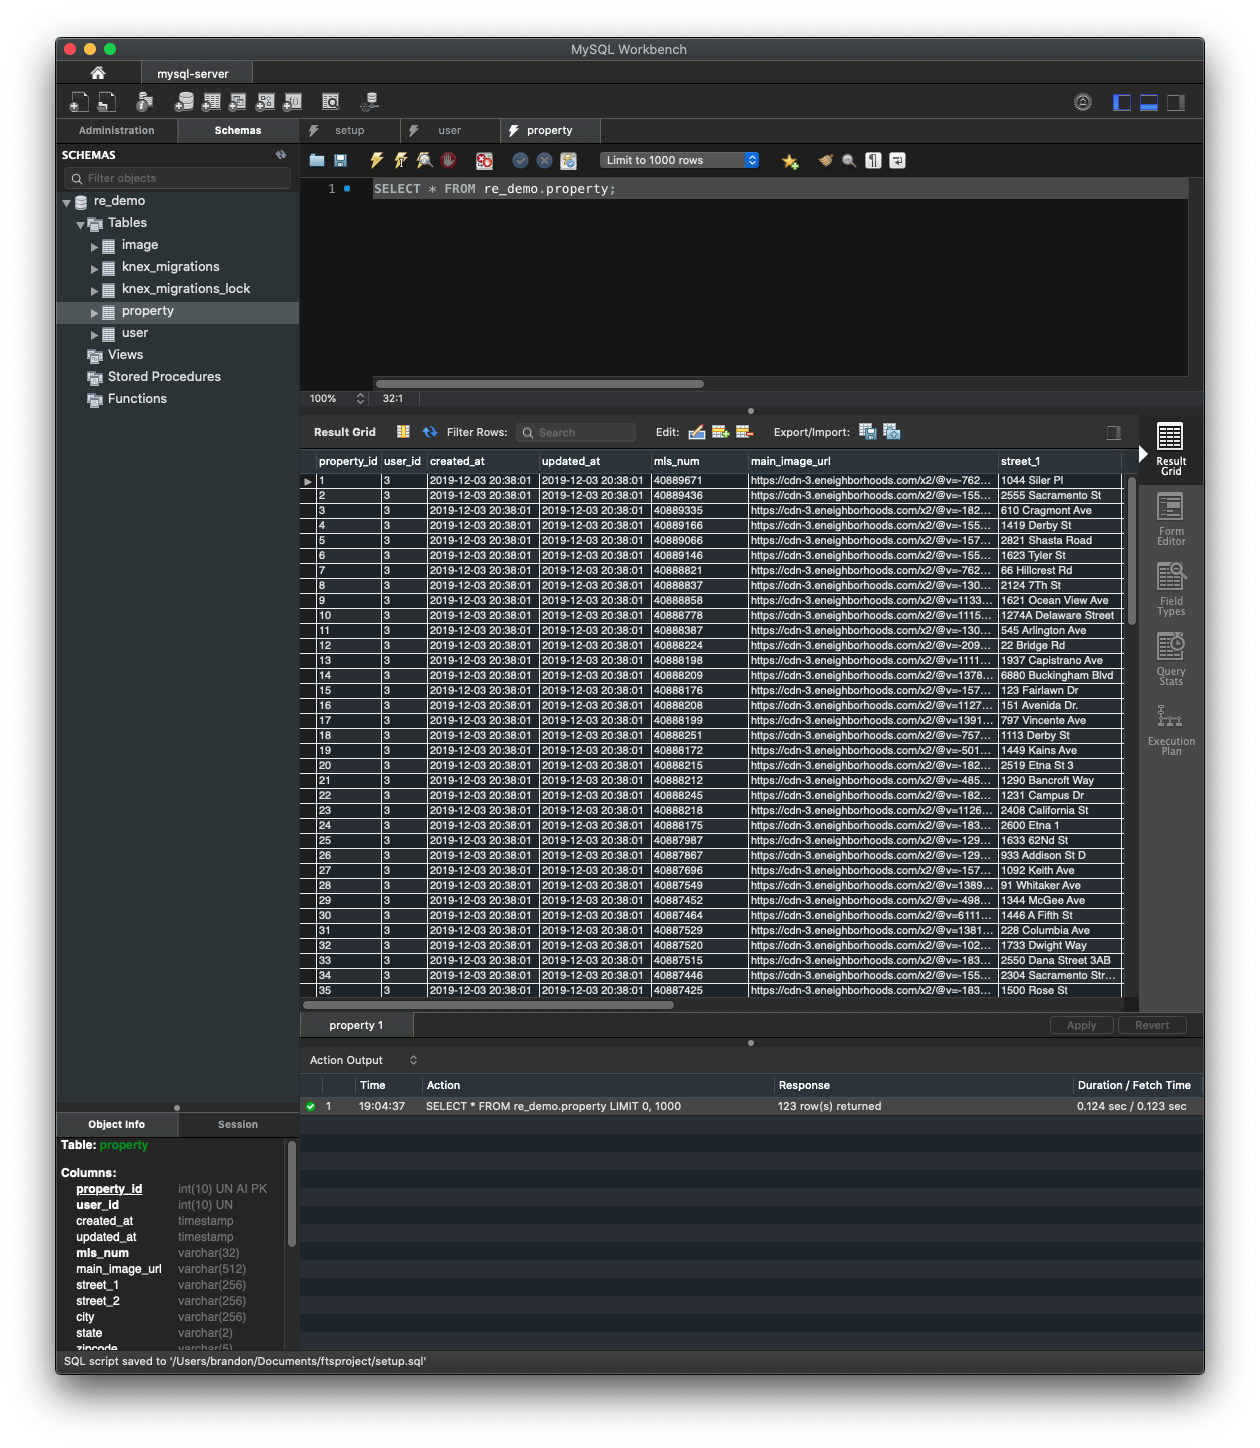 MySQL Workbench
mysql-server
Administration Schemas setup user property
SCHEMAS
Limit to 1000 rows
Filter objects
1 SELECT * FROM re_demo.property;
re_demo
Tables
image
knex_migrations
knex_migrations_lock
property
user
Views
Stored Procedures
Functions
100% 32:1
Result Grid Filter Rows: Search Edit: Export/Import:
property_id user_id created_at updated_at mls_num main_image_url street_1
1 3 2019-12-03 20:38:01 2019-12-03 20:38:01 40889671 https://cdn-3.eneighborhoods.com/x2/@v=-762... 1044 Siler Pl
2 3 2019-12-03 20:38:01 2019-12-03 20:38:01 40889436 https://cdn-3.eneighborhoods.com/x2/@v=-155... 2555 Sacramento St
3 3 2019-12-03 20:38:01 2019-12-03 20:38:01 40889335 https://cdn-3.eneighborhoods.com/x2/@v=-182... 610 Cragmont Ave
4 3 2019-12-03 20:38:01 2019-12-03 20:38:01 40889166 https://cdn-3.eneighborhoods.com/x2/@v=-155... 1419 Derby St
5 3 2019-12-03 20:38:01 2019-12-03 20:38:01 40889066 https://cdn-3.eneighborhoods.com/x2/@v=-157... 2821 Shasta Road
6 3 2019-12-03 20:38:01 2019-12-03 20:38:01 40889146 https://cdn-3.eneighborhoods.com/x2/@v=-155... 1623 Tyler St
7 3 2019-12-03 20:38:01 2019-12-03 20:38:01 40888821 https://cdn-3.eneighborhoods.com/x2/@v=-762... 66 Hillcrest Rd
8 3 2019-12-03 20:38:01 2019-12-03 20:38:01 40888837 https://cdn-3.eneighborhoods.com/x2/@v=-130... 2124 7Th St
9 3 2019-12-03 20:38:01 2019-12-03 20:38:01 40888858 https://cdn-3.eneighborhoods.com/x2/@v=1133... 1621 Ocean View Ave
10 3 2019-12-03 20:38:01 2019-12-03 20:38:01 40888778 https://cdn-3.eneighborhoods.com/x2/@v=1115... 1274A Delaware Street
11 3 2019-12-03 20:38:01 2019-12-03 20:38:01 40888387 https://cdn-3.eneighborhoods.com/x2/@v=-130... 545 Arlington Ave
12 3 2019-12-03 20:38:01 2019-12-03 20:38:01 40888224 https://cdn-3.eneighborhoods.com/x2/@v=-209... 22 Bridge Rd
13 3 2019-12-03 20:38:01 2019-12-03 20:38:01 40888198 https://cdn-3.eneighborhoods.com/x2/@v=1111... 1937 Capistrano Ave
14 3 2019-12-03 20:38:01 2019-12-03 20:38:01 40888209 https://cdn-3.eneighborhoods.com/x2/@v=1378... 6880 Buckingham Blvd
15 3 2019-12-03 20:38:01 2019-12-03 20:38:01 40888176 https://cdn-3.eneighborhoods.com/x2/@v=-157... 123 Fairlawn Dr
16 3 2019-12-03 20:38:01 2019-12-03 20:38:01 40888208 https://cdn-3.eneighborhoods.com/x2/@v=1127... 151 Avenida Dr.
17 3 2019-12-03 20:38:01 2019-12-03 20:38:01 40888199 https://cdn-3.eneighborhoods.com/x2/@v=1391... 797 Vincente Ave
18 3 2019-12-03 20:38:01 2019-12-03 20:38:01 40888251 https://cdn-3.eneighborhoods.com/x2/@v=-757... 1113 Derby St
19 3 2019-12-03 20:38:01 2019-12-03 20:38:01 40888172 https://cdn-3.eneighborhoods.com/x2/@v=-501... 1449 Kains Ave
20 3 2019-12-03 20:38:01 2019-12-03 20:38:01 40888215 https://cdn-3.eneighborhoods.com/x2/@v=-182... 2519 Etna St 3
21 3 2019-12-03 20:38:01 2019-12-03 20:38:01 40888212 https://cdn-3.eneighborhoods.com/x2/@v=-485... 1290 Bancroft Way
22 3 2019-12-03 20:38:01 2019-12-03 20:38:01 40888245 https://cdn-3.eneighborhoods.com/x2/@v=-182... 1231 Campus Dr
23 3 2019-12-03 20:38:01 2019-12-03 20:38:01 40888218 https://cdn-3.eneighborhoods.com/x2/@v=1126... 2408 California St
24 3 2019-12-03 20:38:01 2019-12-03 20:38:01 40888175 https://cdn-3.eneighborhoods.com/x2/@v=-183... 2600 Etna 1
25 3 2019-12-03 20:38:01 2019-12-03 20:38:01 40887987 https://cdn-3.eneighborhoods.com/x2/@v=-129... 1633 62Nd St
26 3 2019-12-03 20:38:01 2019-12-03 20:38:01 40887867 https://cdn-3.eneighborhoods.com/x2/@v=-129... 933 Addison St D
27 3 2019-12-03 20:38:01 2019-12-03 20:38:01 40887696 https://cdn-3.eneighborhoods.com/x2/@v=-157... 1092 Keith Ave
28 3 2019-12-03 20:38:01 2019-12-03 20:38:01 40887549 https://cdn-3.eneighborhoods.com/x2/@v=1389... 91 Whitaker Ave
29 3 2019-12-03 20:38:01 2019-12-03 20:38:01 40887452 https://cdn-3.eneighborhoods.com/x2/@v=-498... 1344 McGee Ave
30 3 2019-12-03 20:38:01 2019-12-03 20:38:01 40887464 https://cdn-3.eneighborhoods.com/x2/@v=6111... 1446 A Fifth St
31 3 2019-12-03 20:38:01 2019-12-03 20:38:01 40887529 https://cdn-3.eneighborhoods.com/x2/@v=1381... 228 Columbia Ave
32 3 2019-12-03 20:38:01 2019-12-03 20:38:01 40887520 https://cdn-3.eneighborhoods.com/x2/@v=-102... 1733 Dwight Way
33 3 2019-12-03 20:38:01 2019-12-03 20:38:01 40887515 https://cdn-3.eneighborhoods.com/x2/@v=-183... 2550 Dana Street 3AB
34 3 2019-12-03 20:38:01 2019-12-03 20:38:01 40887446 https://cdn-3.eneighborhoods.com/x2/@v=-155... 2304 Sacramento Str...
35 3 2019-12-03 20:38:01 2019-12-03 20:38:01 40887425 https://cdn-3.eneighborhoods.com/x2/@v=-183... 1500 Rose St
Result
Grid
Form
Editor
Field
Types
Query
Stats
Execution
Plan
property 1 Apply Revert
Action Output
Time Action Response Duration / Fetch Time
1 19:04:37 SELECT * FROM re_demo.property LIMIT 0, 1000 123 row(s) returned 0.124 sec / 0.123 sec
Object Info Session
Table: property
Columns:
property_id int(10) UN AI PK
user_id int(10) UN
created_at timestamp
updated_at timestamp
mls_num varchar(32)
main_image_url varchar(512)
street_1 varchar(256)
street_2 varchar(256)
city varchar(256)
state varchar(2)
zipcode varchar(5)
SQL script saved to '/Users/brandon/Documents/ftsproject/setup.sql'